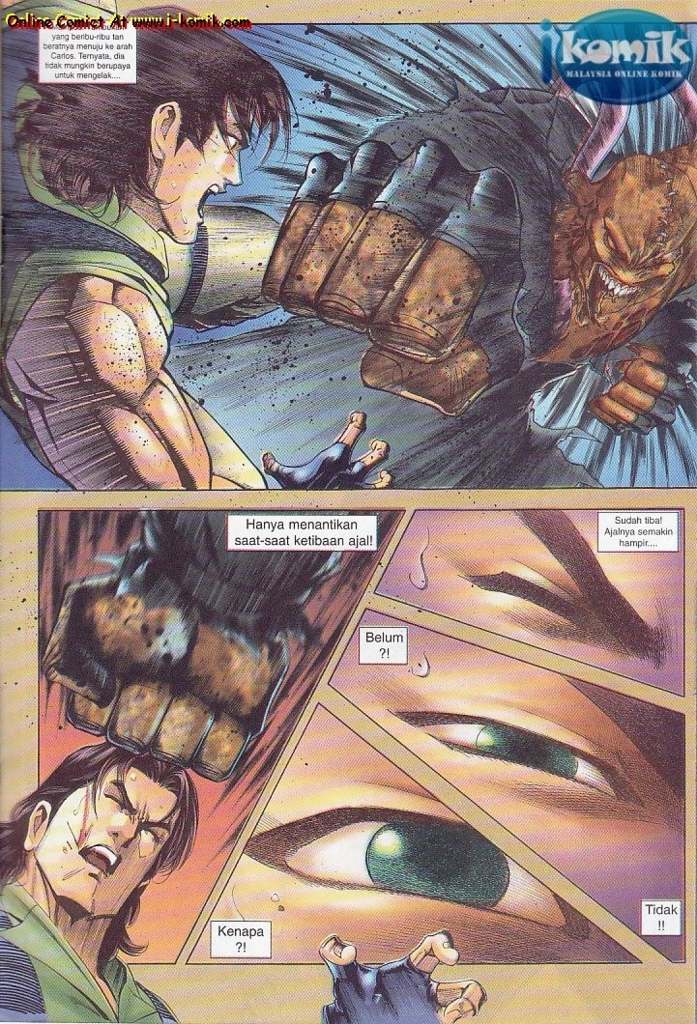 Online Comict At www.j-komik.com
yang beribu-ribu tan
beratnya menuju ke arah
Carlos. Ternyata, dia
tidak mungkin berupaya
untuk mengelak....
komik
MALAYSIA ONLINE KOMIK
Hanya menantikan
saat-saat ketibaan ajal!
Sudah tiba!
Ajalnya semakin
hampir....
Belum
?!
Kenapa
?!
Tidak
!!